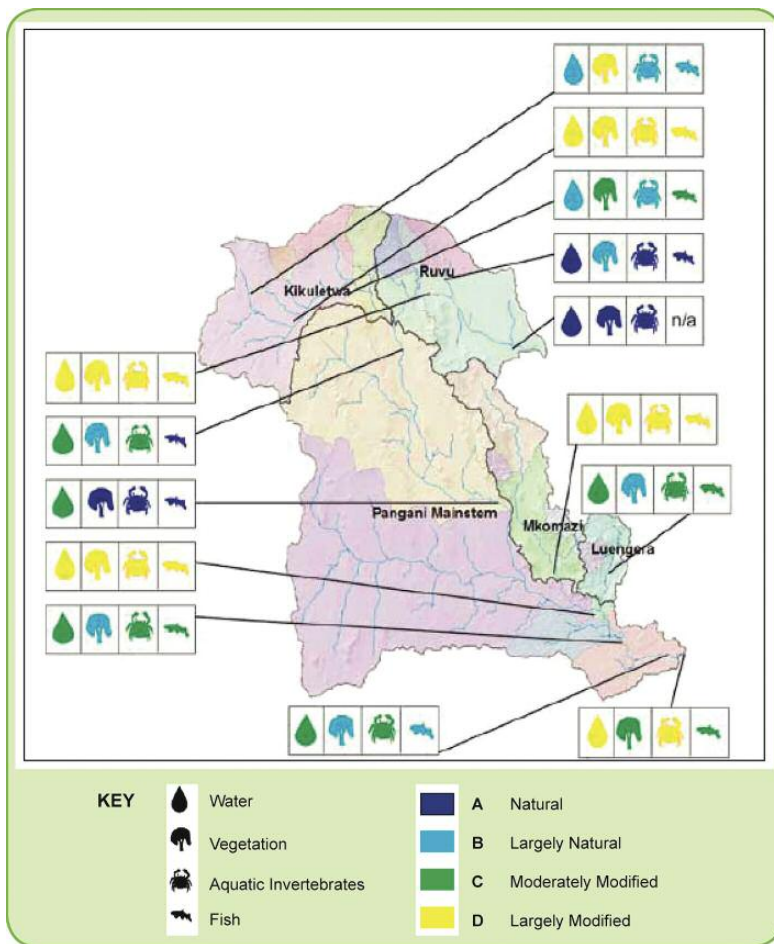 n/a
Ruvu
Kikuletwa
Pangani Mainstem
Mkomazi
Luengera
KEY
Water
Vegetation
Aquatic Invertebrates
Fish
A Natural
B Largely Natural
C Moderately Modified
D Largely Modified